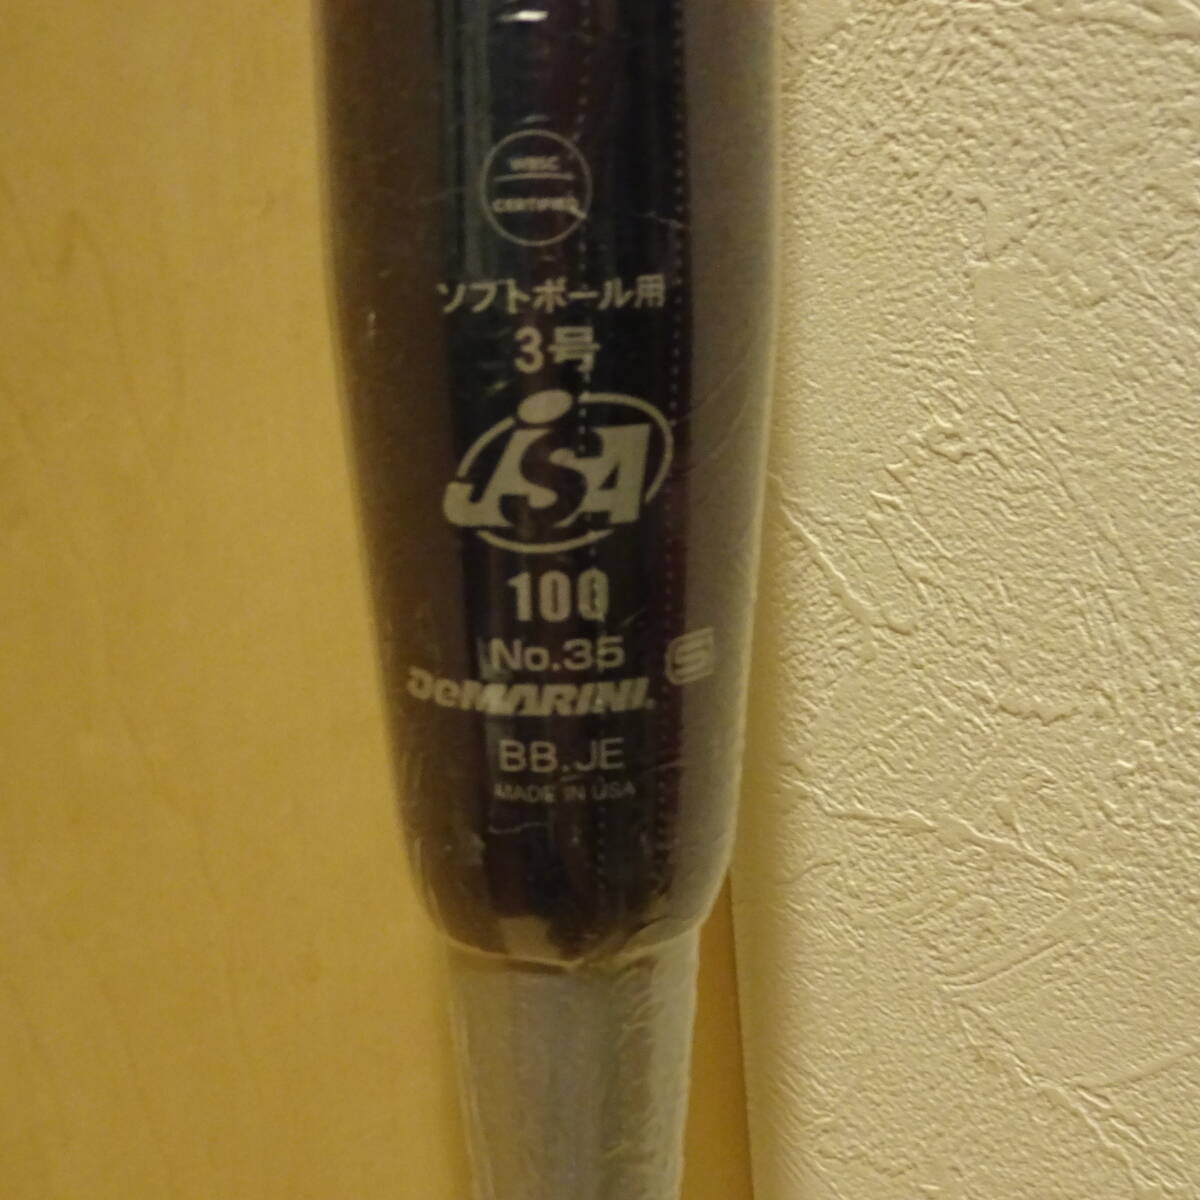 WBSC
CERTIFIED
ソフトボール用
3号
JSA
100
No.35
DeMARINI.
S
BB.JE
MADE IN USA